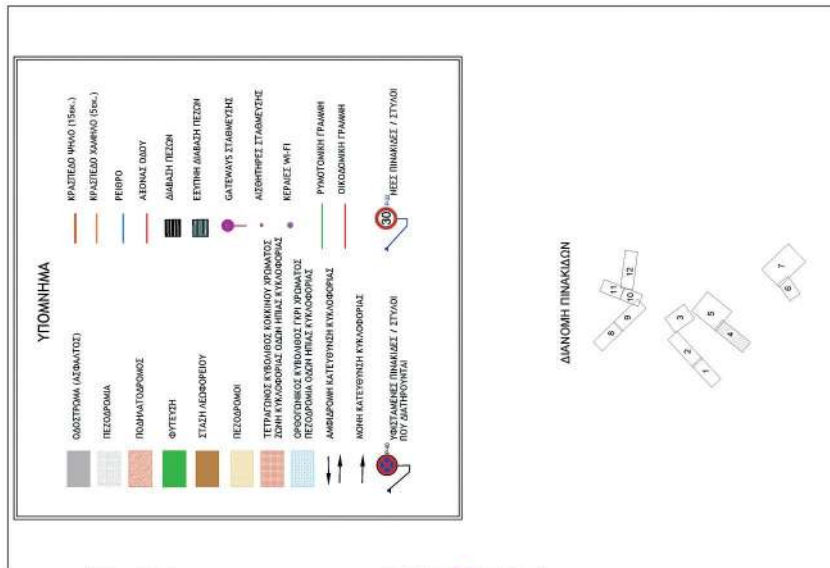 ΥΠΟΜΝΗΜΑ
ΟΔΟΣΤΡΩΜΑ (ΑΣΦΑΛΤΟΣ)
ΠΕΖΟΔΡΟΜΙΑ
ΠΟΔΗΛΑΤΟΔΡΟΜΟΣ
ΦΥΤΕΥΣΗ
ΣΤΑΣΗ ΛΕΩΦΟΡΕΙΟΥ
ΠΕΖΟΔΡΟΜΟΙ
ΤΕΤΡΑΓΩΝΟΣ ΚΥΒΟΛΙΘΟΣ ΚΟΚΚΙΝΟΥ ΧΡΩΜΑΤΟΣ
ΖΩΝΗ ΚΥΚΛΟΦΟΡΙΑΣ ΟΔΩΝ ΗΠΙΑΣ ΚΥΚΛΟΦΟΡΙΑΣ
ΟΡΘΟΓΩΝΙΚΟΣ ΚΥΒΟΛΙΘΟΣ ΓΚΡΙ ΧΡΩΜΑΤΟΣ
ΠΕΖΟΔΡΟΜΙΑ ΟΔΩΝ ΗΠΙΑΣ ΚΥΚΛΟΦΟΡΙΑΣ
ΑΜΦΙΔΡΟΜΗ ΚΑΤΕΥΘΥΝΣΗ ΚΥΚΛΟΦΟΡΙΑΣ
ΜΟΝΗ ΚΑΤΕΥΘΥΝΣΗ ΚΥΚΛΟΦΟΡΙΑΣ
ΥΦΙΣΤΑΜΕΝΕΣ ΠΙΝΑΚΙΔΕΣ / ΣΤΥΛΟΙ
ΠΟΥ ΔΙΑΤΗΡΟΥΝΤΑΙ
ΚΡΑΣΠΕΔΟ ΨΗΛΟ (15εκ.)
ΚΡΑΣΠΕΔΟ ΧΑΜΗΛΟ (5εκ.)
ΡΕΙΘΡΟ
ΑΞΟΝΑΣ ΟΔΟΥ
ΔΙΑΒΑΣΗ ΠΕΖΩΝ
ΕΞΥΠΝΗ ΔΙΑΒΑΣΗ ΠΕΖΩΝ
GATEWAYS ΣΤΑΘΜΕΥΣΗΣ
ΑΙΣΘΗΤΗΡΕΣ ΣΤΑΘΜΕΥΣΗΣ
ΚΕΡΑΙΕΣ WI-FI
ΡΥΜΟΤΟΜΙΚΗ ΓΡΑΜΜΗ
ΟΙΚΟΔΟΜΙΚΗ ΓΡΑΜΜΗ
30
ΝΕΕΣ ΠΙΝΑΚΙΔΕΣ / ΣΤΥΛΟΙ
ΔΙΑΝΟΜΗ ΠΙΝΑΚΙΔΩΝ
1
2
3
4
5
6
7
8
9
10
11
12